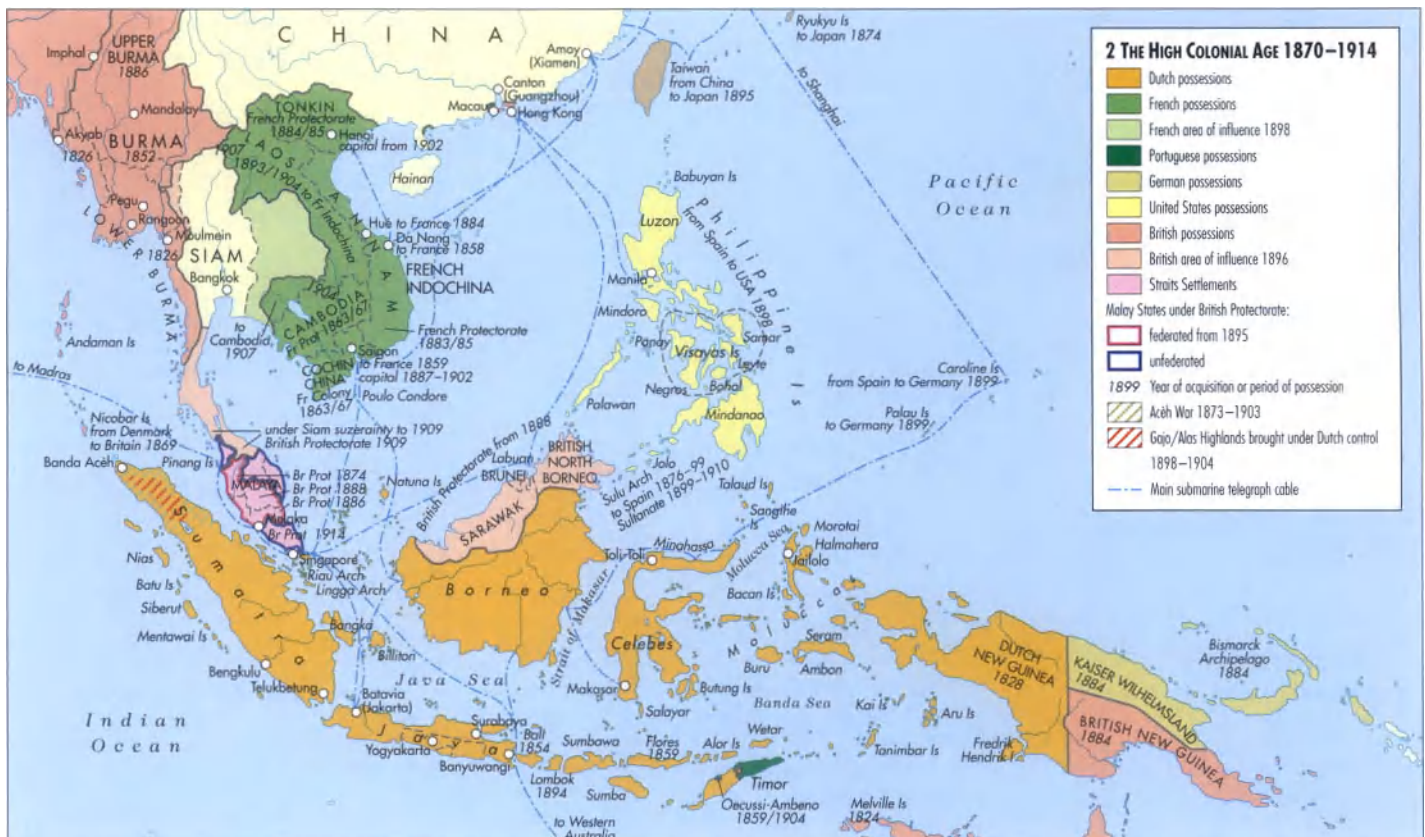 2 THE HIGH COLONIAL AGE 1870–1914
Dutch possessions
French possessions
French area of influence 1898
Portuguese possessions
German possessions
United States possessions
British possessions
British area of influence 1896
Straits Settlements
Malay States under British Protectorate:
federated from 1895
unfederated
1899 Year of acquisition or period of possession
Acèh War 1873–1903
Gajo/Alas Highlands brought under Dutch control
1898–1904
Main submarine telegraph cable
CHINA
Imphal
UPPER
BURMA
1886
Mandalay
BURMA
1852
Akyab
1826
Pegu
Rangoon
Moulmein
1826
LOWER BURMA
SIAM
Bangkok
TONKIN
French Protectorate
1884/85
Hanoi
capital from 1902
LAOS
1907
1893/1904
to Fr Indochina
ANNAM
Hué to France 1884
Da Nang
to France 1858
FRENCH
INDOCHINA
1904
CAMBODIA
Fr Prot 1863/67
French Protectorate
1883/85
Saigon
to France 1859
capital 1887–1902
COCHIN
CHINA
Fr Colony
1863/67
Poulo Condore
to
Cambodia
1907
Amoy
(Xiamen)
Canton
(Guangzhou)
Macau
Hong Kong
Hainan
Taiwan
from China
to Japan 1895
Ryukyu Is
to Japan 1874
to Shanghai
Pacific
Ocean
Babuyan Is
Luzon
Philippine Is
from Spain to USA 1898
Manila
Mindoro
Panay
Visayas Is
Samar
Leyte
Negros
Bohol
Palawan
Mindanao
Caroline Is
from Spain to Germany 1899
Palau Is
to Germany 1899
Andaman Is
to Madras
Nicobar Is
from Denmark
to Britain 1869
under Siam suzerainty to 1909
British Protectorate 1909
Banda Acèh
Pinang Is
MALAYA
Br Prot 1874
Br Prot 1888
Br Prot 1886
Melaka
Br Prot 1914
Singapore
Riau Arch
Lingga Arch
Natuna Is
British Protectorate from 1888
Labuan
BRUNEI
BRITISH
NORTH
BORNEO
SARAWAK
Jolo
Sulu Arch
to Spain 1876–99
Sultanate 1899–1910
Talaud Is
Sangihe
Is
Morotai
Halmahera
Jailolo
Molucca Sea
Toli-Toli
Minahassa
Bacan Is
Moluccas
Nias
Batu Is
Siberut
Mentawai Is
Sumatra
Bangka
Billiton
Bengkulu
Telukbetung
Borneo
Strait of Makasar
Celebes
Makasar
Butung Is
Salayar
Buru
Seram
Ambon
Java Sea
Banda Sea
Indian
Ocean
Batavia
(Jakarta)
Java
Surabaya
Yogyakarta
Banyuwangi
Bali
1854
Lombok
1894
Sumbawa
Sumba
Flores
1859
Alor Is
Wetar
Timor
Oecussi-Ambeno
1859/1904
Kai Is
Aru Is
Tanimbar Is
Fredrik
Hendrik I
DUTCH
NEW GUINEA
1828
KAISER WILHELMSLAND
1884
BRITISH NEW GUINEA
1884
Bismarck
Archipelago
1884
Melville Is
1824
to Western
Australia